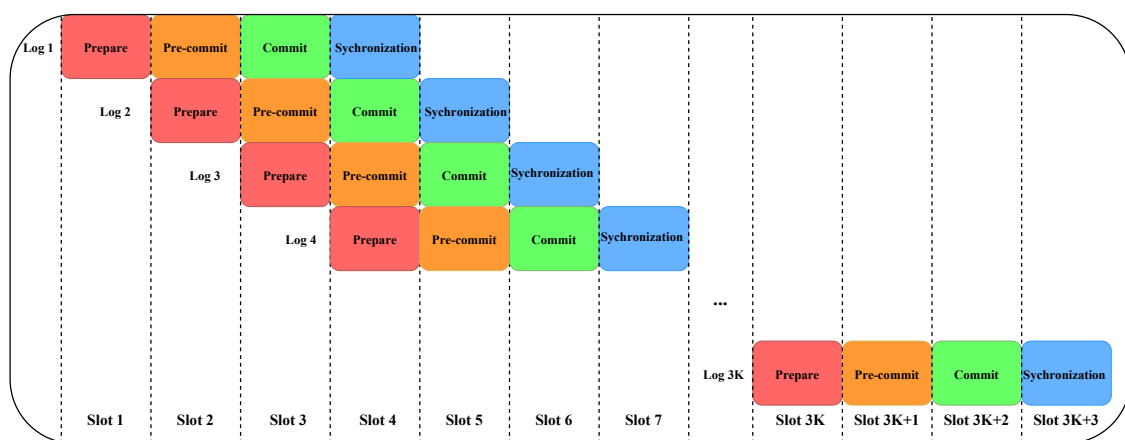 Log 1 Prepare Pre-commit Commit Sychronization
Log 2 Prepare Pre-commit Commit Sychronization
Log 3 Prepare Pre-commit Commit Sychronization
Log 4 Prepare Pre-commit Commit Sychronization
...
Log 3K Prepare Pre-commit Commit Sychronization
Slot 1 Slot 2 Slot 3 Slot 4 Slot 5 Slot 6 Slot 7 Slot 3K Slot 3K+1 Slot 3K+2 Slot 3K+3